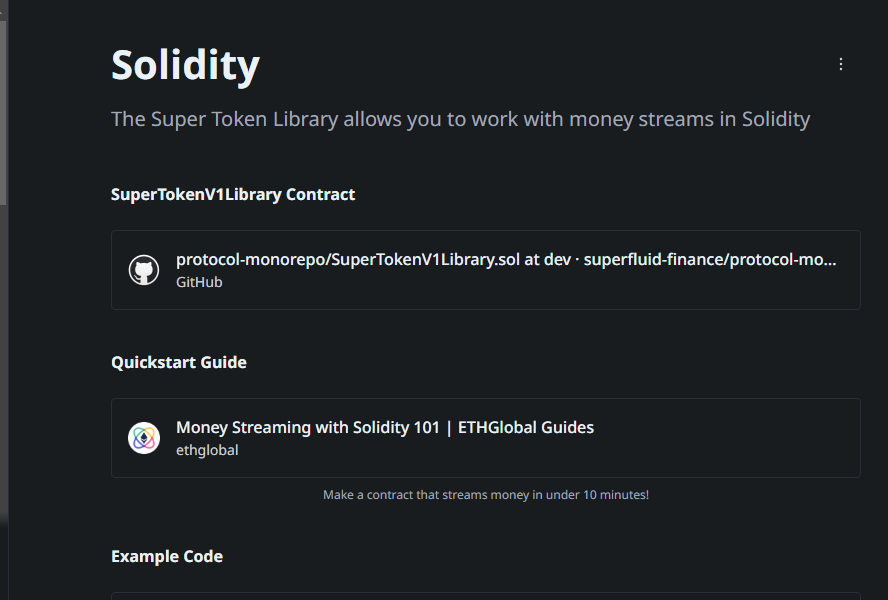 Solidity
The Super Token Library allows you to work with money streams in Solidity
SuperTokenV1Library Contract
protocol-monorepo/SuperTokenV1Library.sol at dev · superfluid-finance/protocol-mo...
GitHub
Quickstart Guide
Money Streaming with Solidity 101 | ETHGlobal Guides
ethglobal
Make a contract that streams money in under 10 minutes!
Example Code